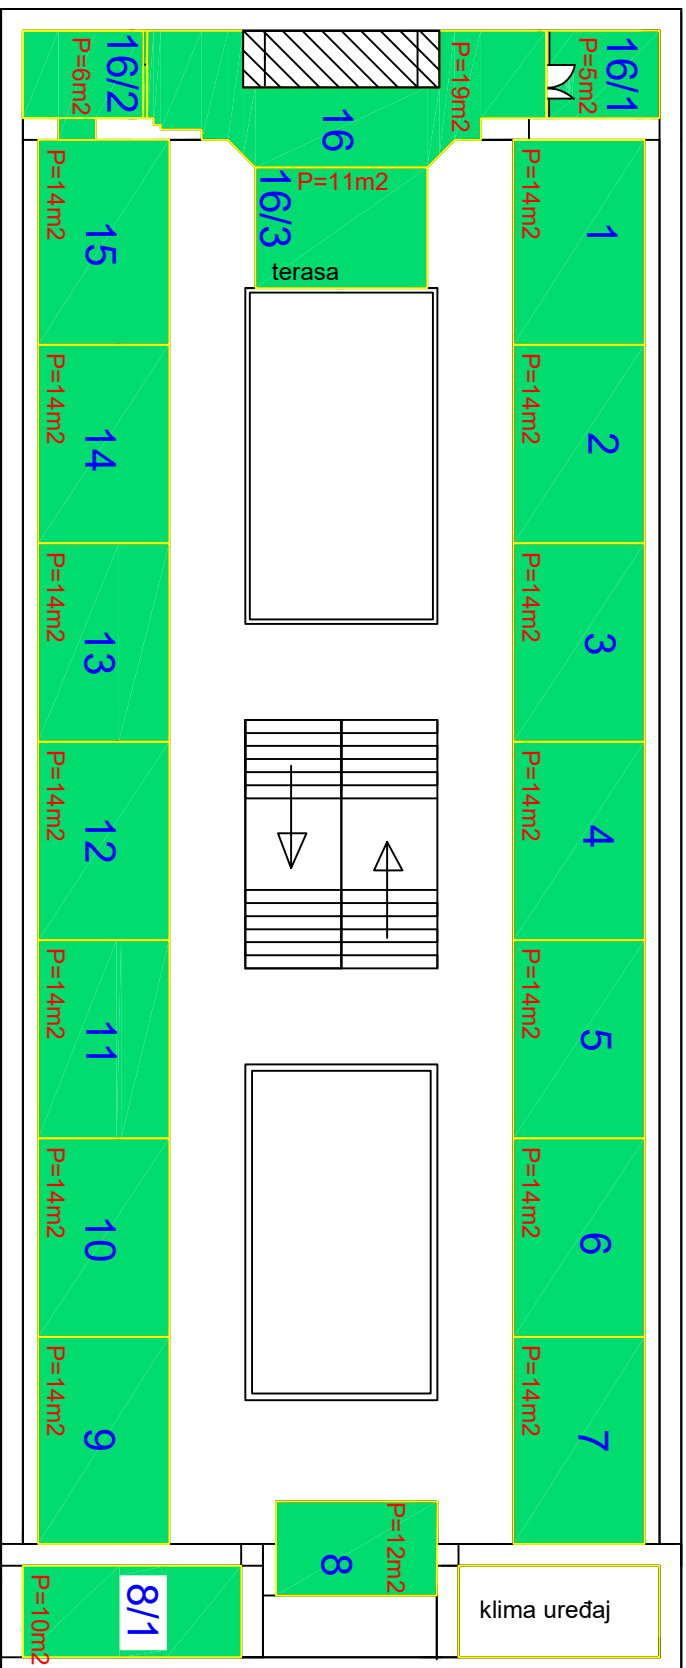 16/2
P=6m2
16
P=19m2
16/1
P=5m2
16/3
P=11m2
terasa
15
P=14m2
1
P=14m2
14
P=14m2
2
P=14m2
13
P=14m2
3
P=14m2
12
P=14m2
4
P=14m2
11
P=14m2
5
P=14m2
10
P=14m2
6
P=14m2
9
P=14m2
7
P=14m2
8
P=12m2
8/1
P=10m2
klima uređaj